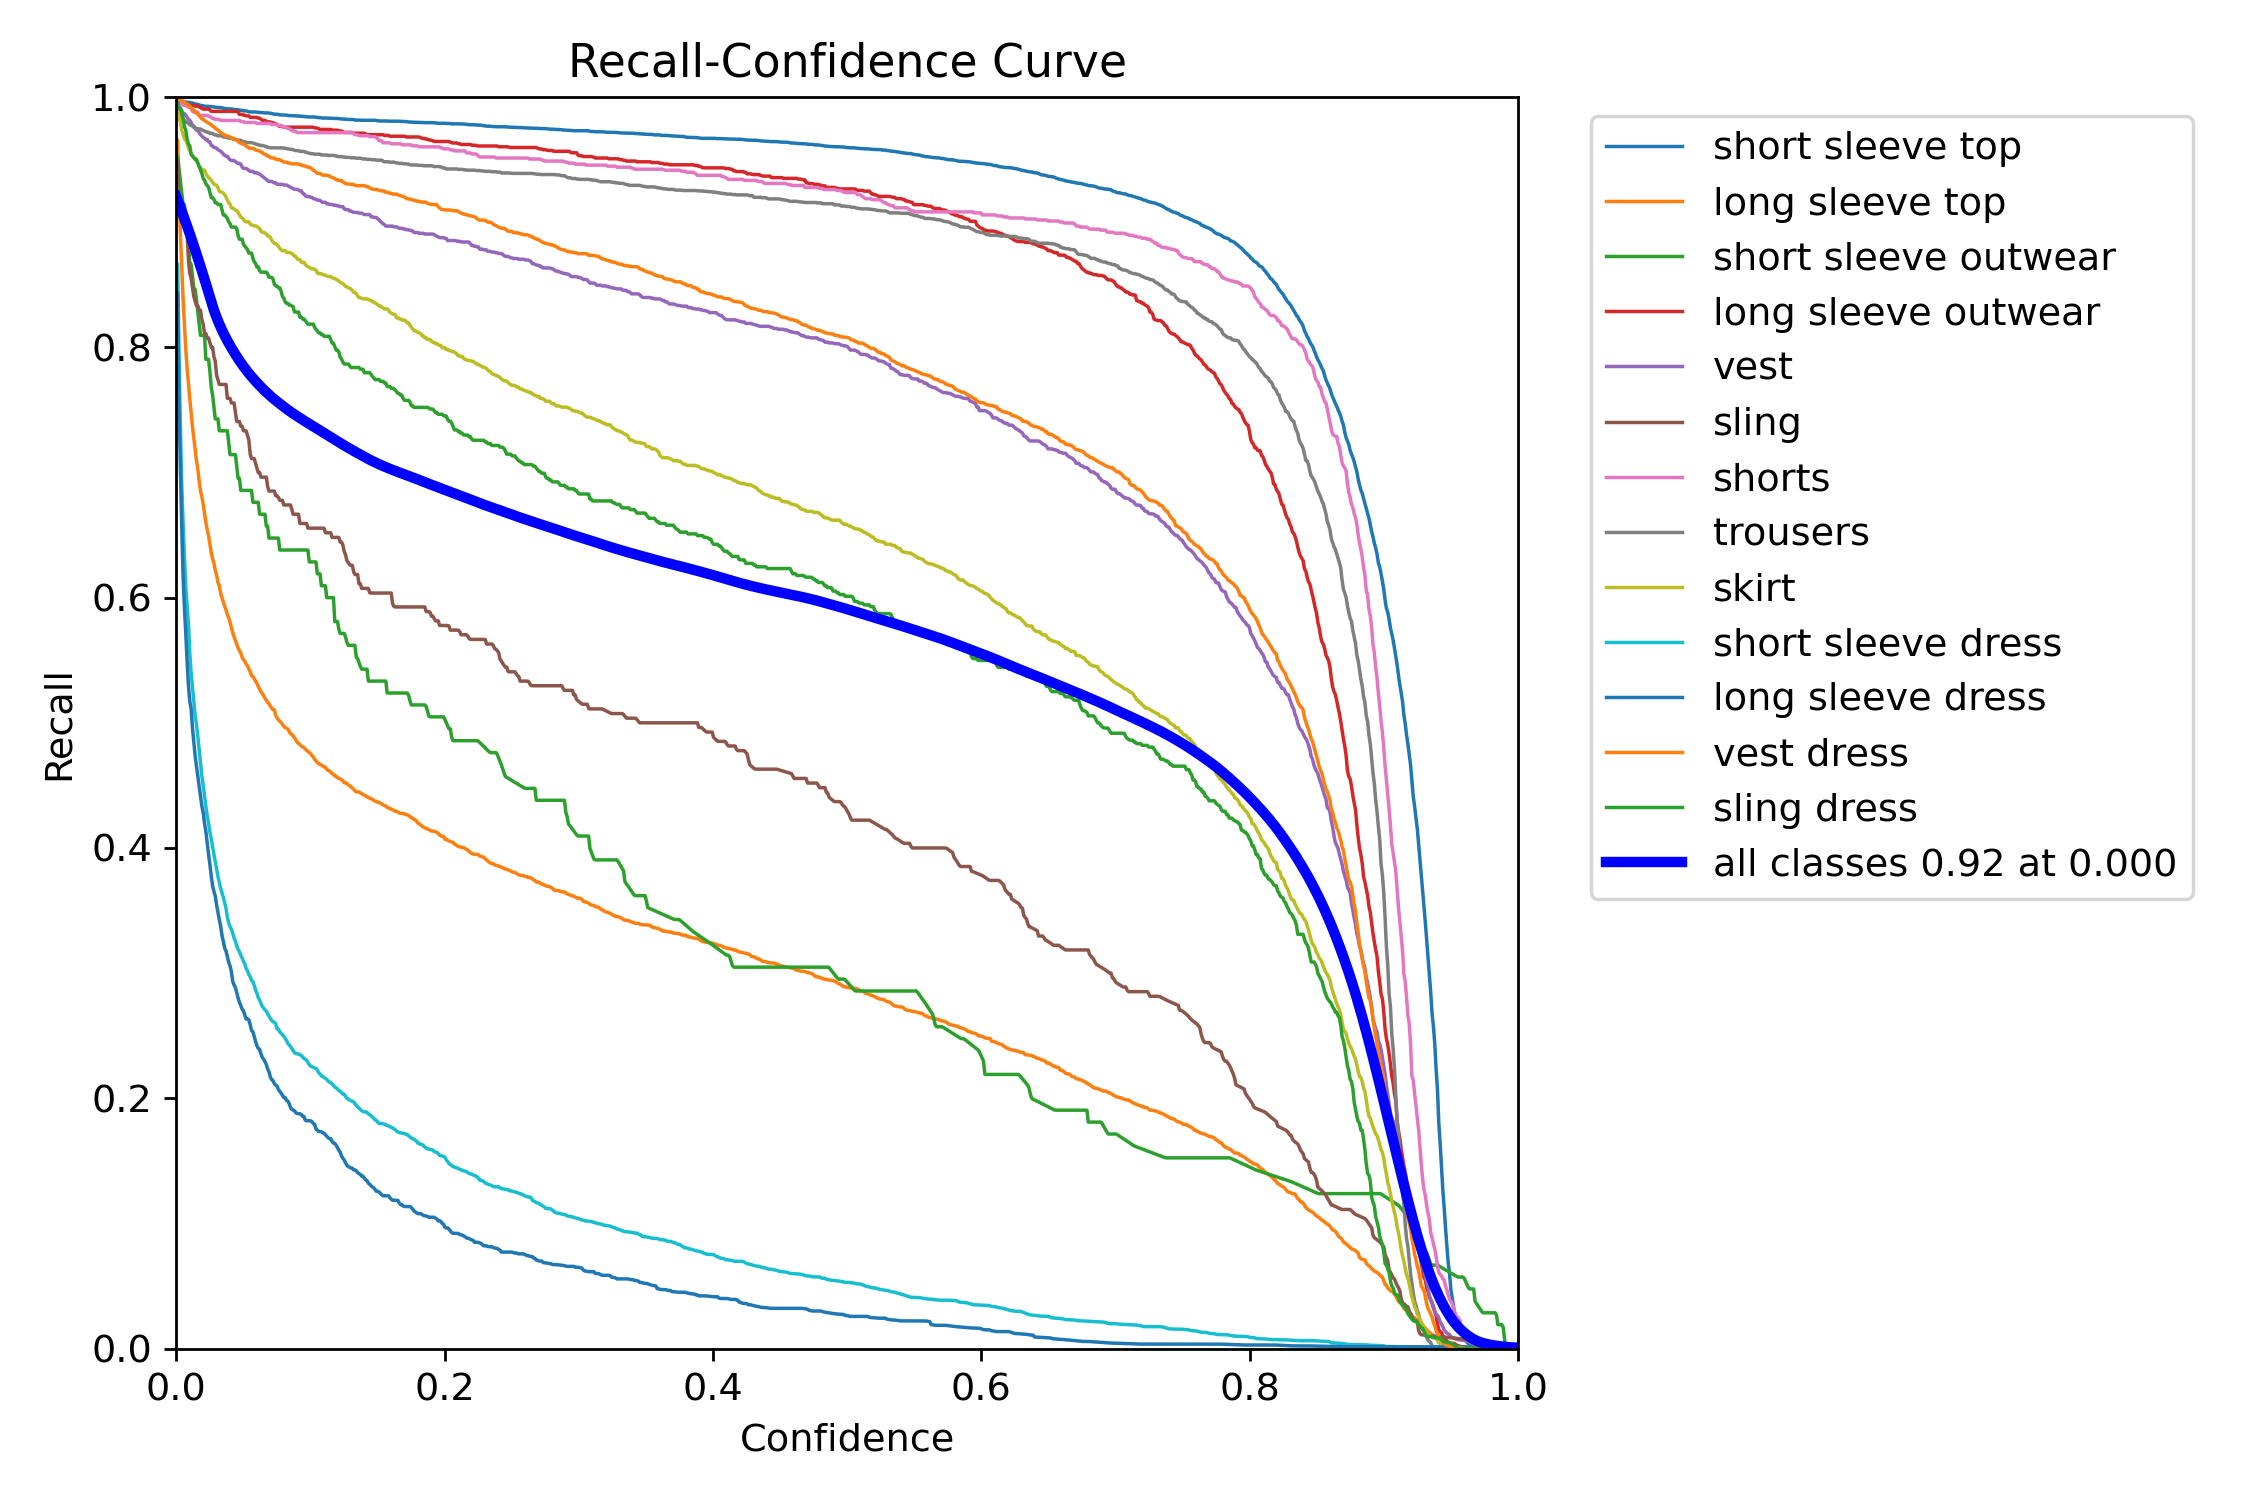 Recall-Confidence Curve
1.0
0.8
0.6
0.4
0.2
0.0
Recall
0.0 0.2 0.4 0.6 0.8 1.0
Confidence
short sleeve top
long sleeve top
short sleeve outwear
long sleeve outwear
vest
sling
shorts
trousers
skirt
short sleeve dress
long sleeve dress
vest dress
sling dress
all classes 0.92 at 0.000